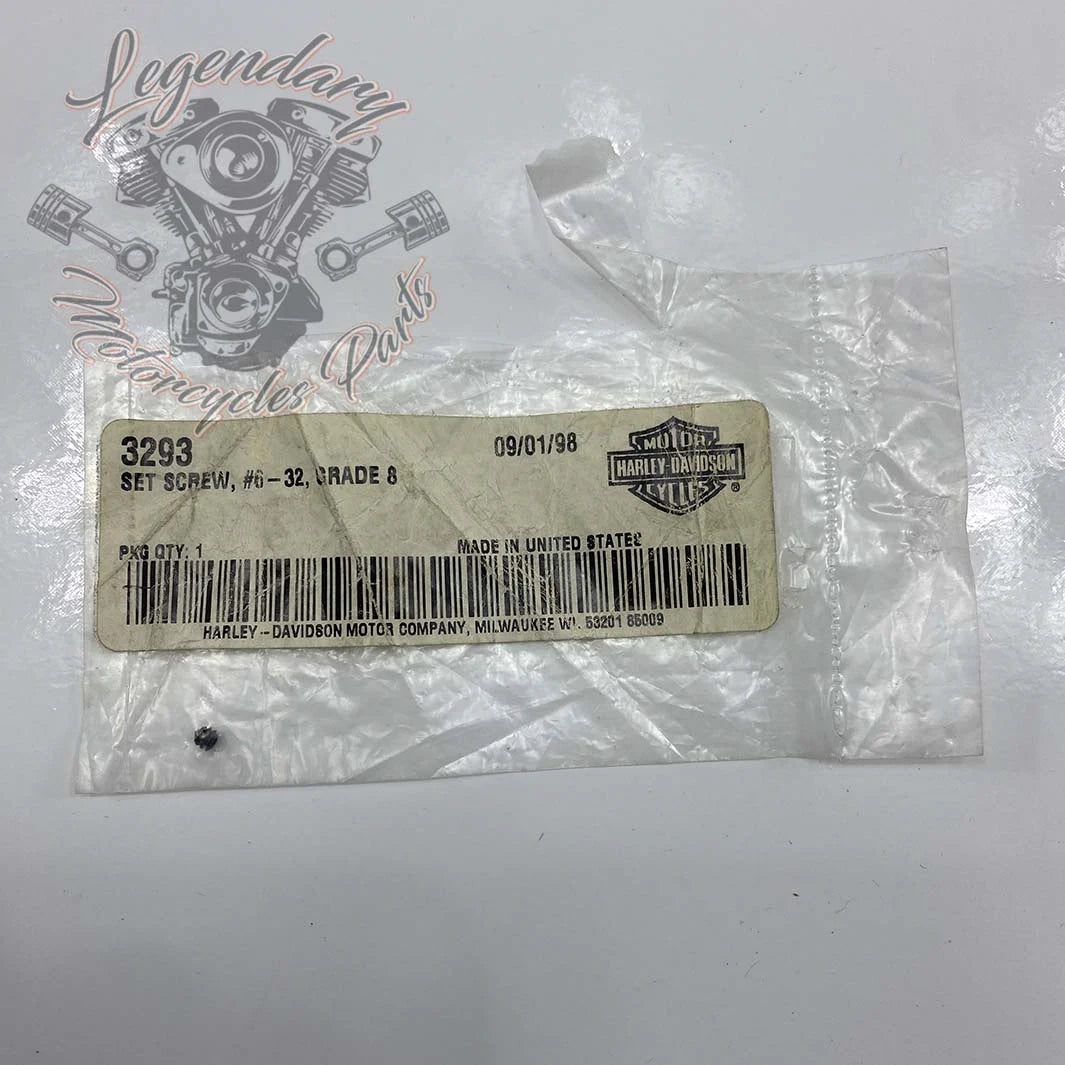 Legendary
Motorcycles Parts
3293
09/01/98
SET SCREW, #6-32, GRADE 8
MOTOR
HARLEY-DAVIDSON
CYCLES
®
PKG QTY: 1
MADE IN UNITED STATES
HARLEY-DAVIDSON MOTOR COMPANY, MILWAUKEE WI. 53201 85009